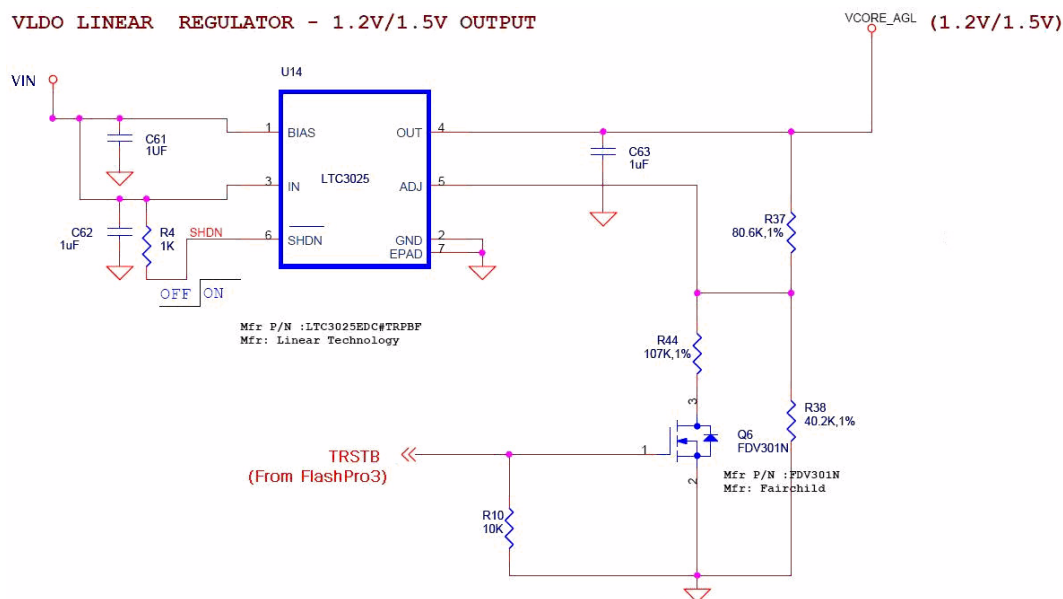 VLDO LINEAR REGULATOR - 1.2V/1.5V OUTPUT
VCORE_AGL (1.2V/1.5V)
VIN
U14
C61
1UF
1 BIAS
OUT 4
C63
1uF
LTC3025
3 IN
ADJ 5
C62
1uF
R4
1K
SHDN
6 SHDN
GND 2
EPAD 7
R37
80.6K,1%
OFF ON
Mfr P/N :LTC3025EDC#TRPBF
Mfr: Linear Technology
R44
107K,1%
3
R38
40.2K,1%
Q6
FDV301N
1
TRSTB
(From FlashPro3)
Mfr P/N :FDV301N
Mfr: Fairchild
2
R10
10K